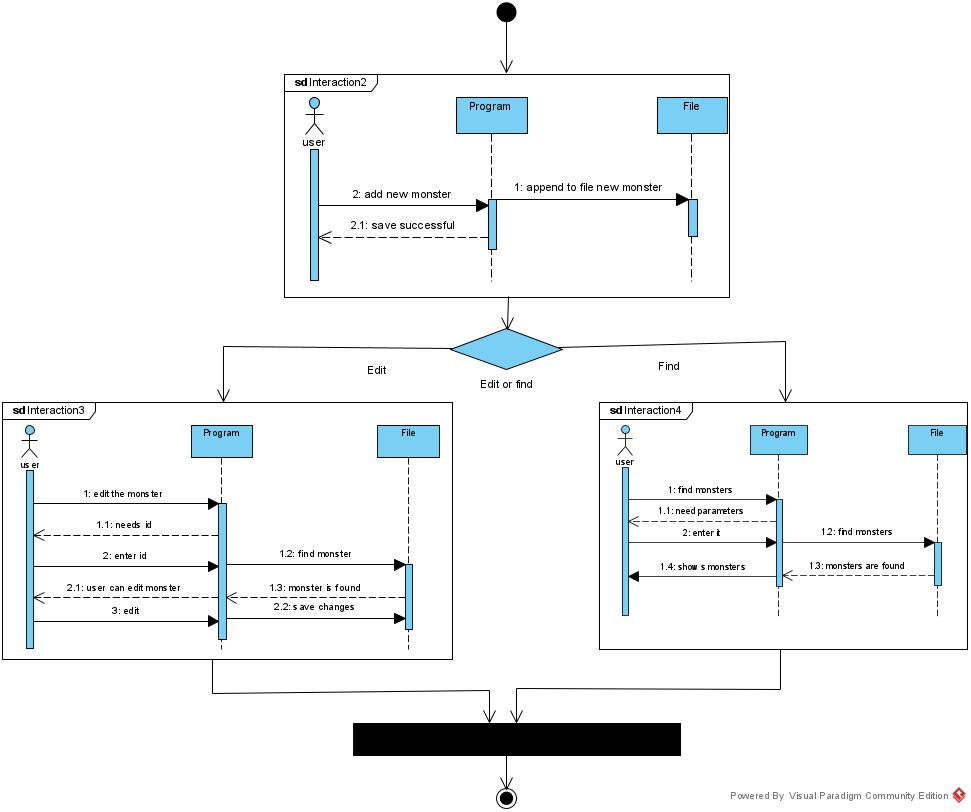 sd Interaction2
Program
File
user
1: append to file new monster
2: add new monster
2.1: save successful
Edit
Find
Edit or find
sd Interaction3
Program
File
user
1: edit the monster
1.1: needs id
2: enter id
1.2: find monster
2.1: user can edit monster
1.3: monster is found
3: edit
2.2: save changes
sd Interaction4
Program
File
user
1: find monsters
1.1: need parameters
2: enter it
1.2: find monsters
1.4: shows monsters
1.3: monsters are found
Powered By Visual Paradigm Community Edition